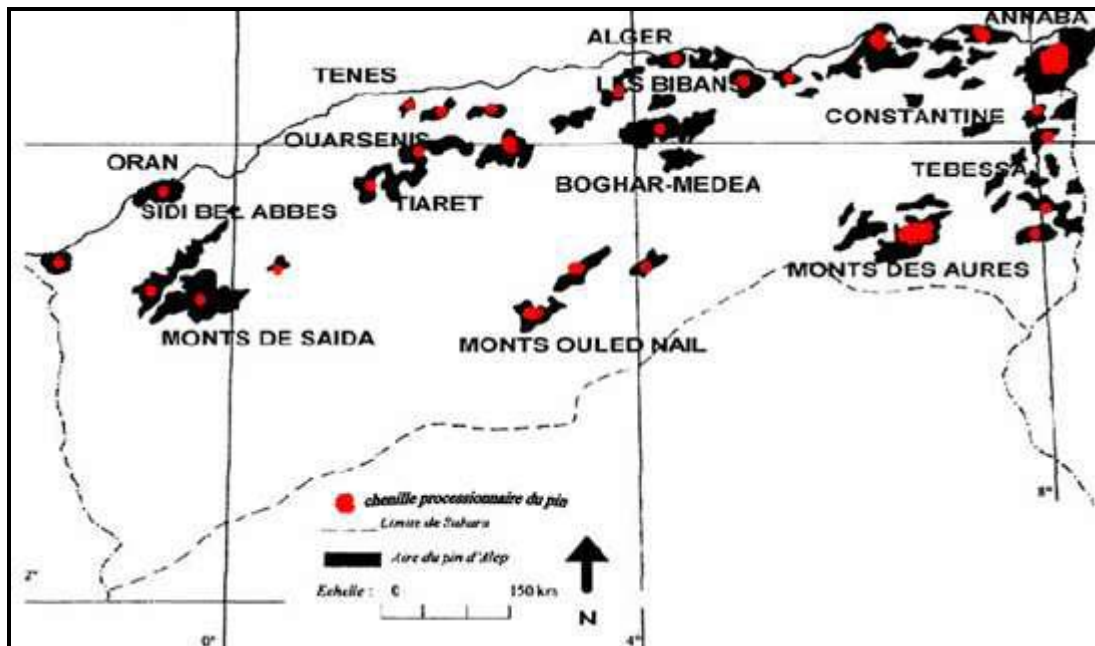 ANNABA
ALGER
TENES
LES BIBANS
CONSTANTINE
OUARSENIS
ORAN
TEBESSA
BOGHAR-MEDEA
SIDI BEL ABBES
TIARET
MONTS DES AURES
MONTS DE SAIDA
MONTS OULED NAIL
8°
chenille processionnaire du pin
Limite de Sahara
Aire du pin d'Alep
2°
Echelle : 0 150 krs
N
0°
4°